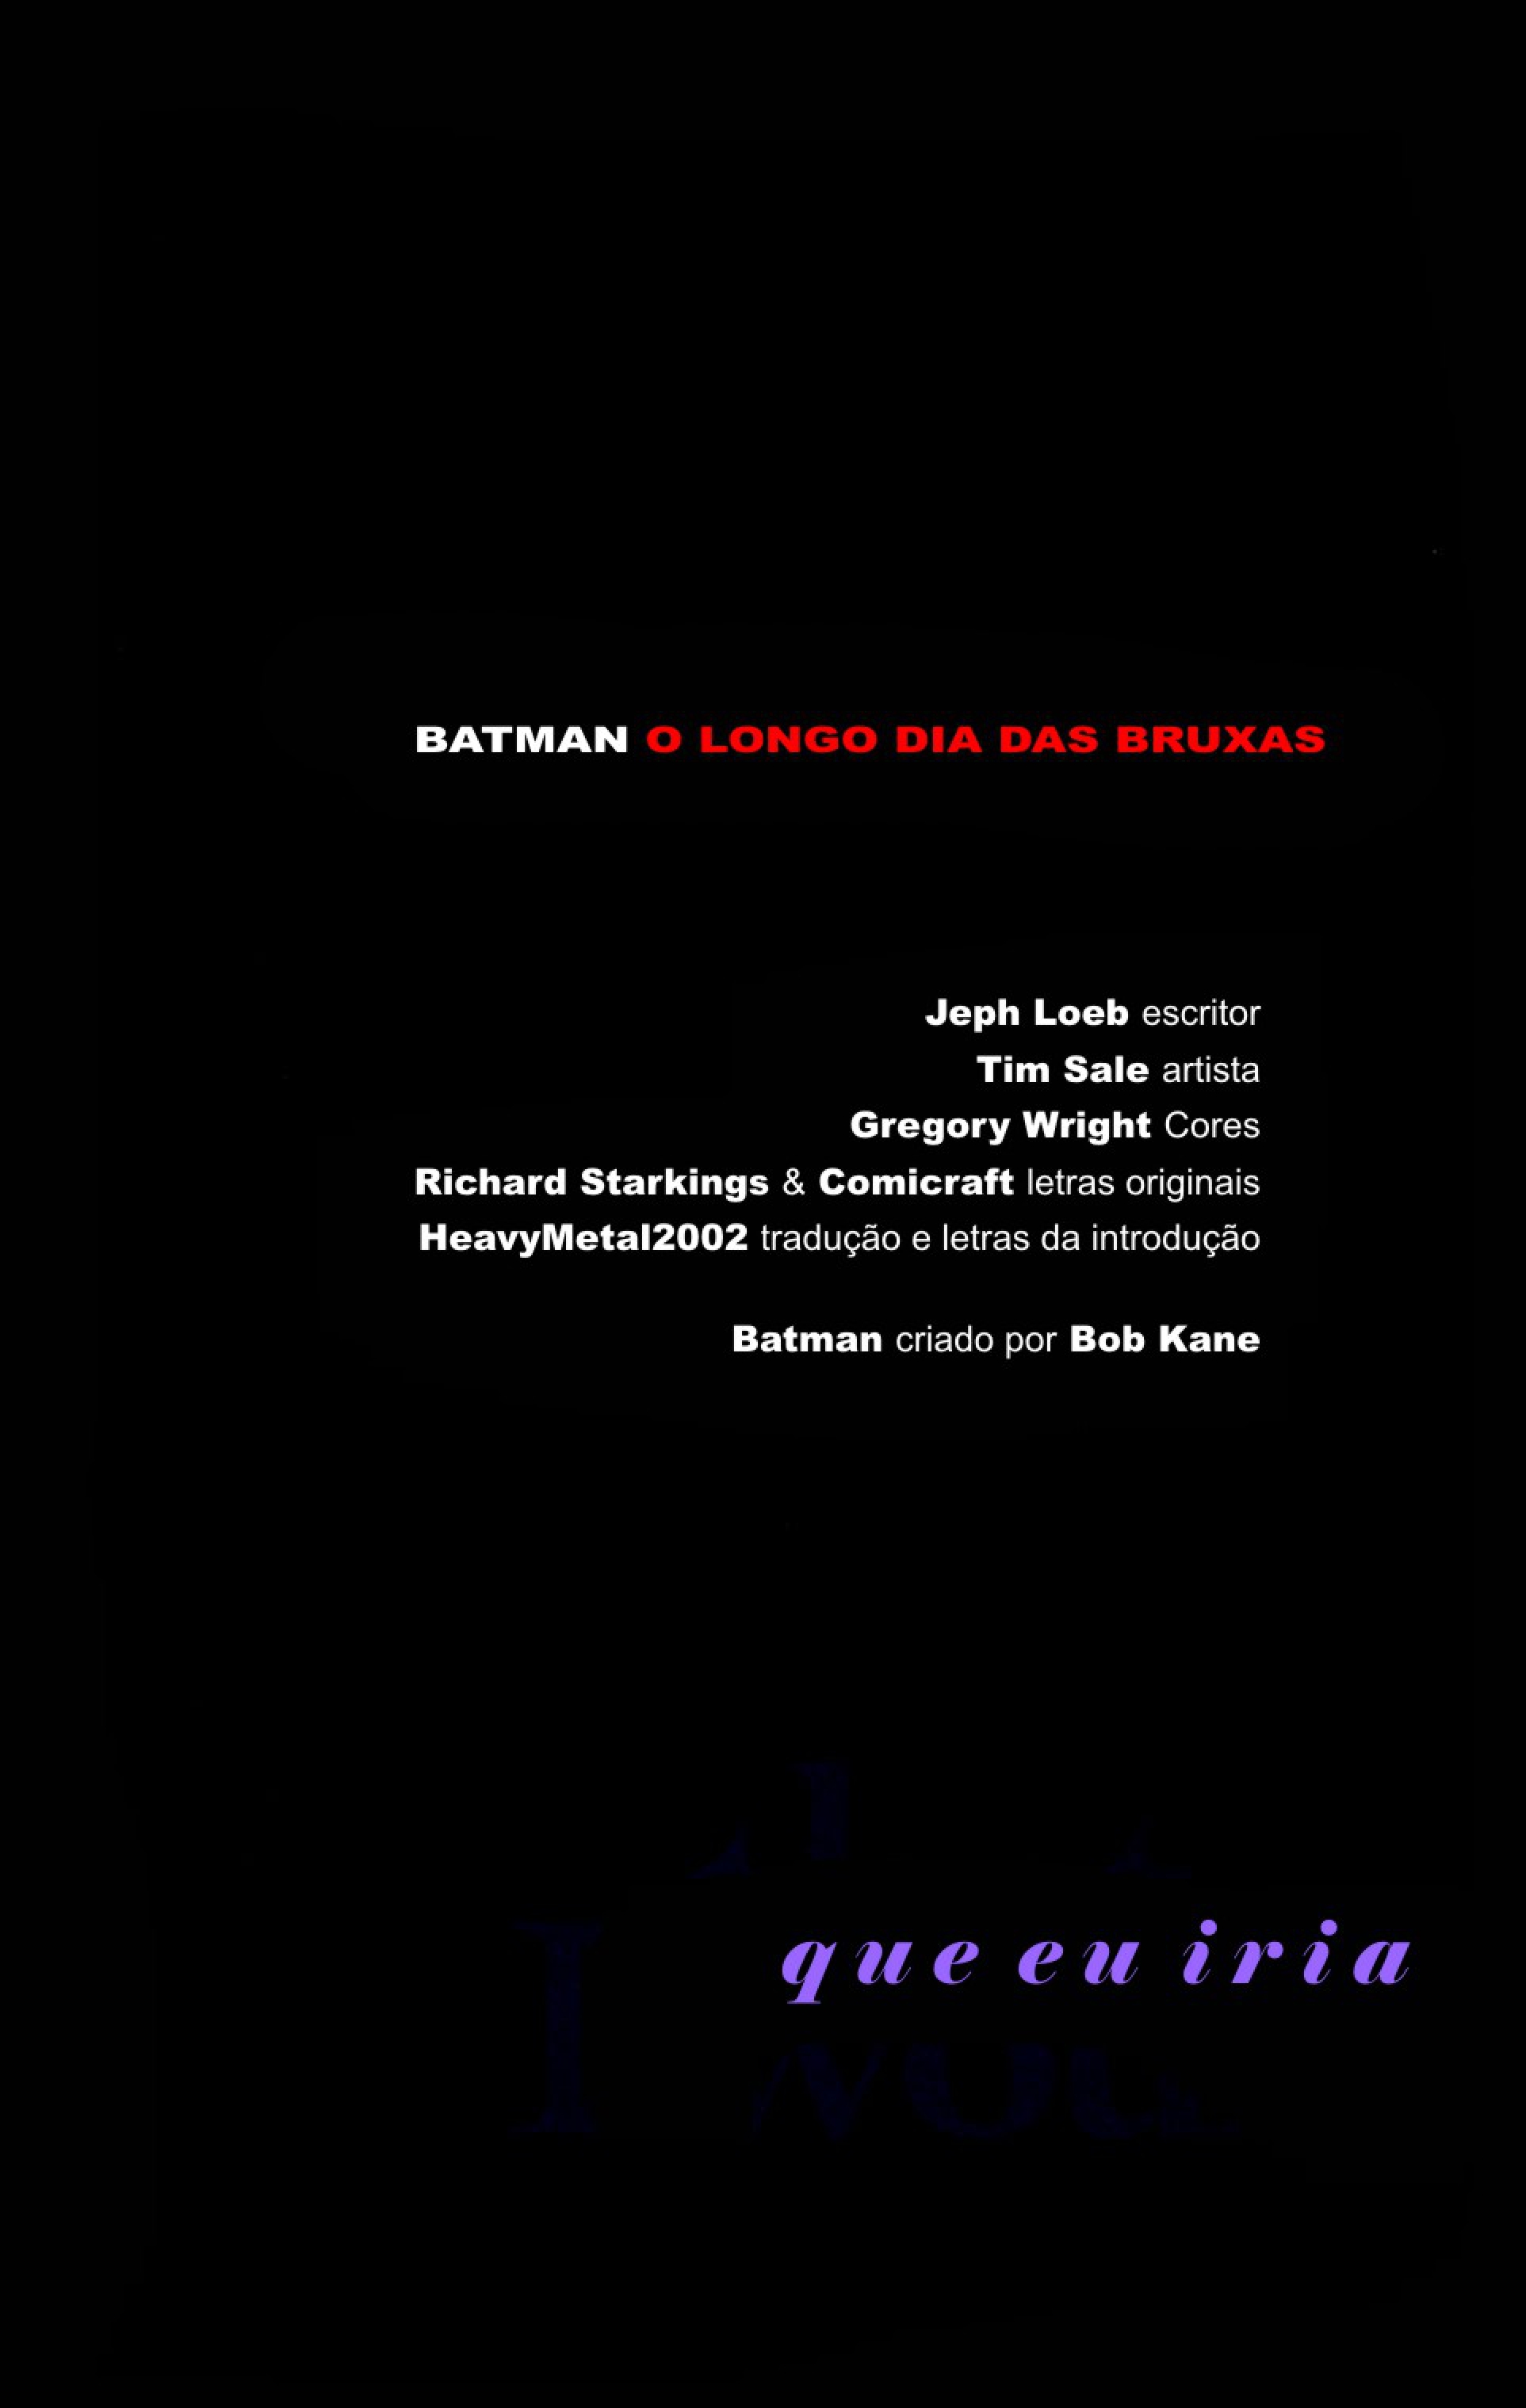 BATMAN O LONGO DIA DAS BRUXAS
Jeph Loeb escritor
Tim Sale artista
Gregory Wright Cores
Richard Starkings & Comicraft letras originais
HeavyMetal2002 tradução e letras da introdução
Batman criado por Bob Kane
que eu iria